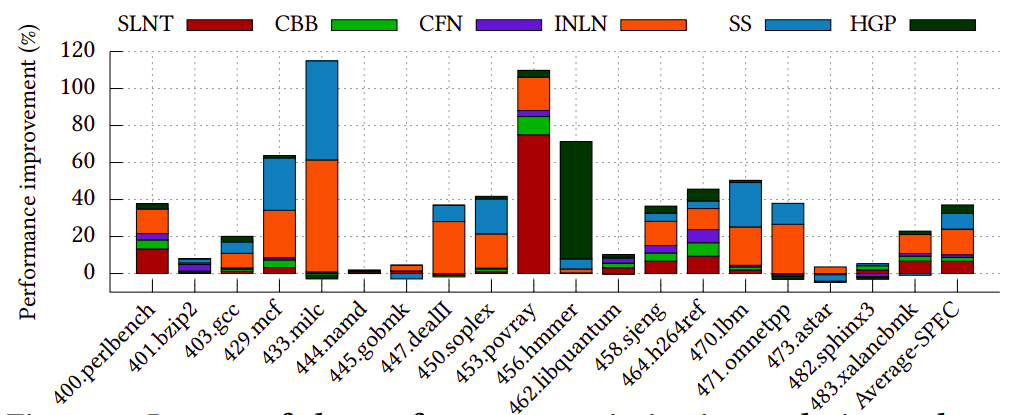 SLNT CBB CFN INLN SS HGP
Performance improvement (%)
120
100
80
60
40
20
0
400.perlbench
401.bzip2
403.gcc
429.mcf
433.milc
444.namd
445.gobmk
447.dealII
450.soplex
453.povray
456.hmmer
462.libquantum
458.sjeng
464.h264ref
470.lbm
471.omnetpp
473.astar
482.sphinx3
483.xalancbmk
Average-SPEC